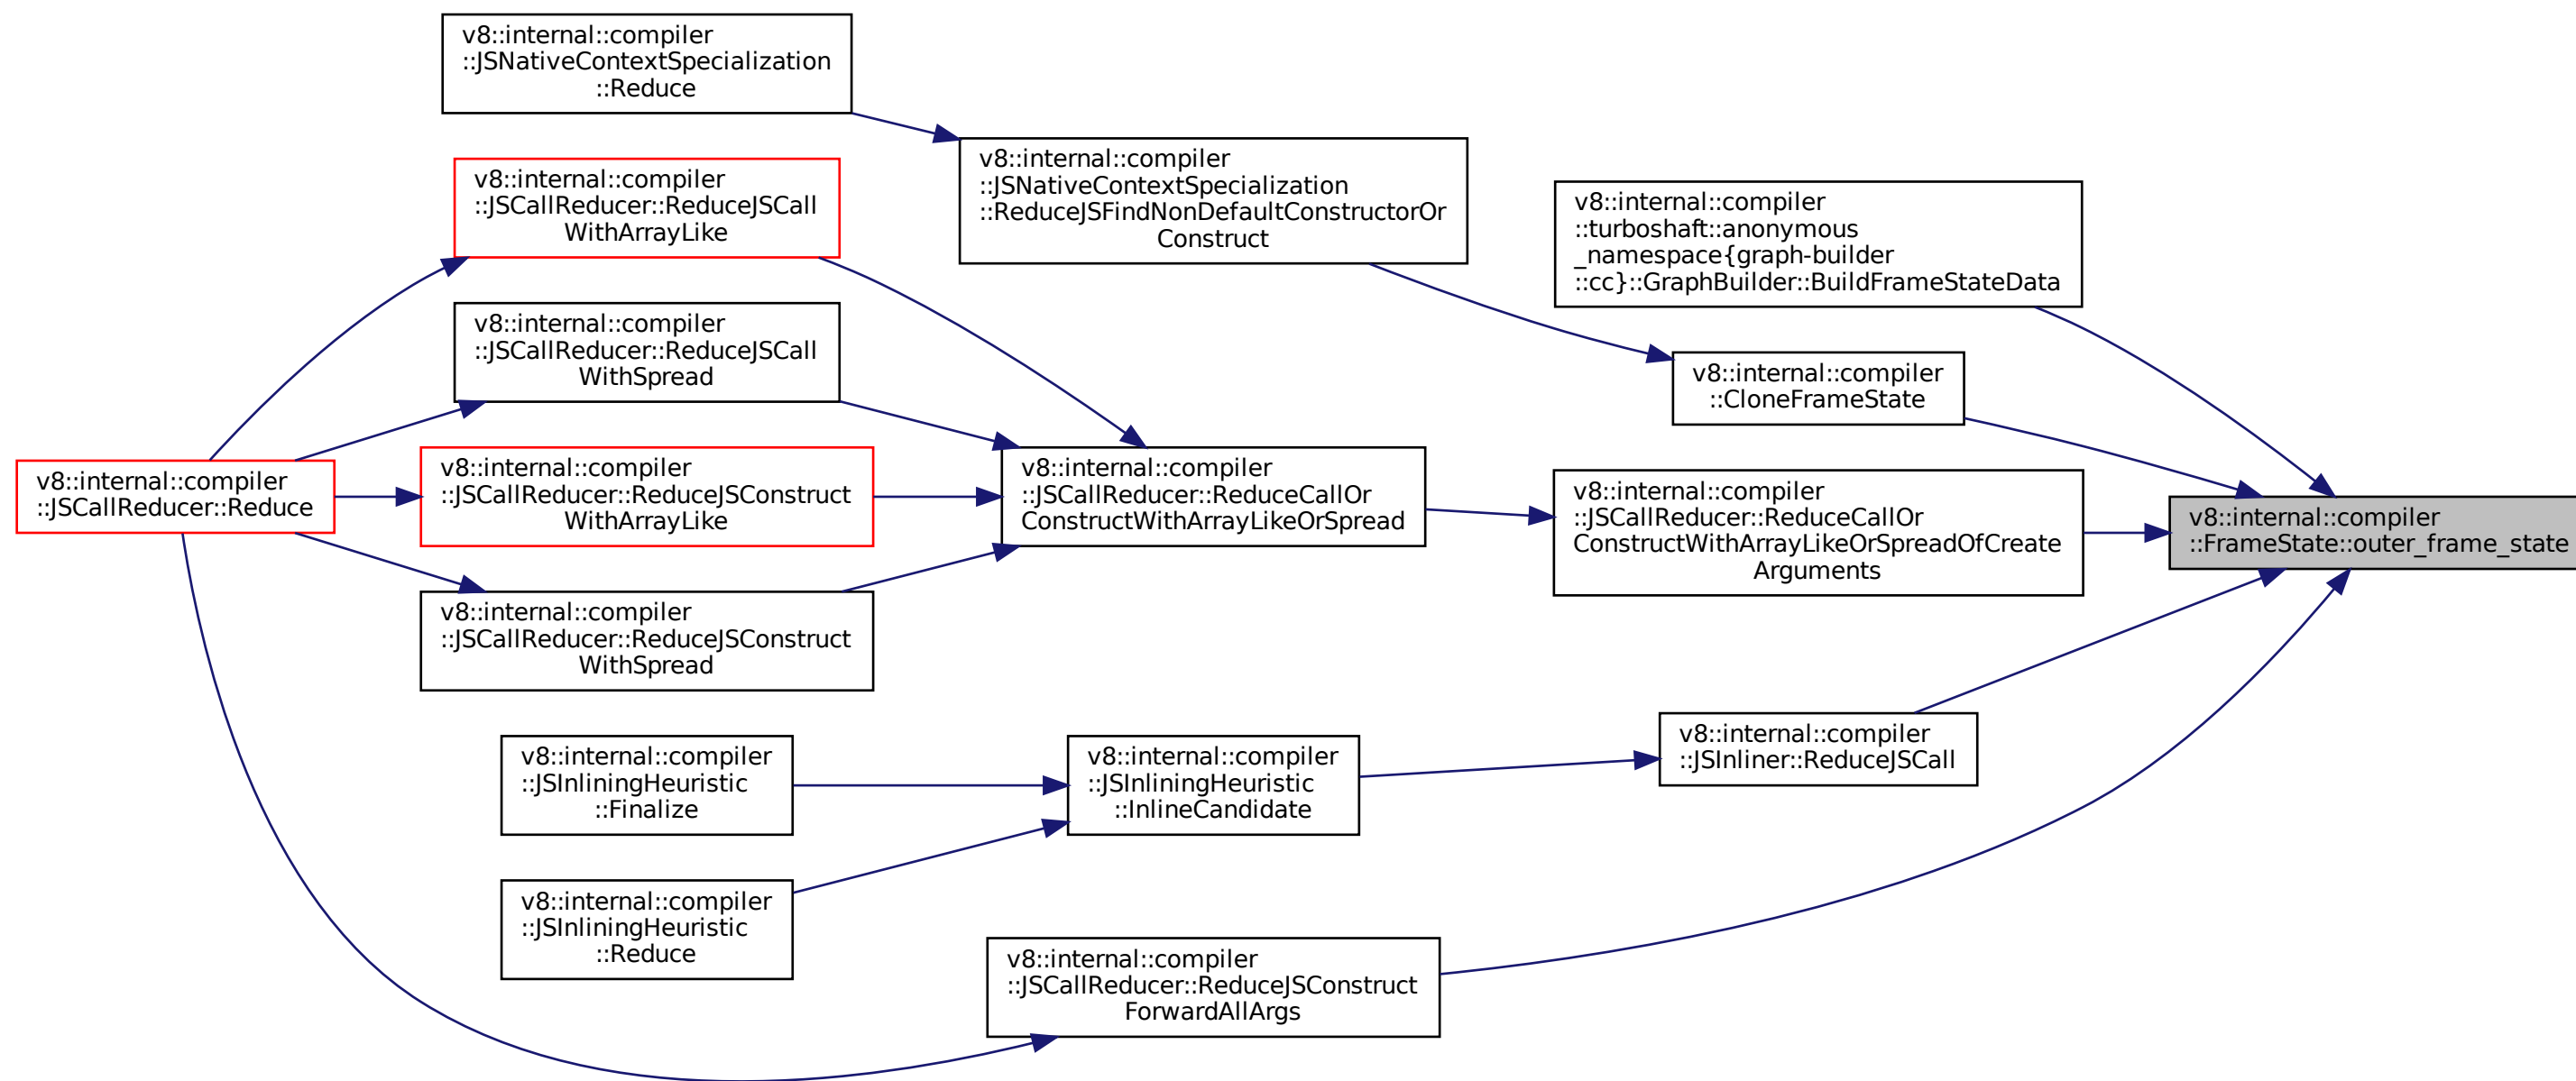 v8::internal::compiler
::JSNativeContextSpecialization
::Reduce
v8::internal::compiler
::JSNativeContextSpecialization
::ReduceJSFindNonDefaultConstructorOr
Construct
v8::internal::compiler
::JSCallReducer::ReduceJSCall
WithArrayLike
v8::internal::compiler
::turboshaft::anonymous
_namespace{graph-builder
::cc}::GraphBuilder::BuildFrameStateData
v8::internal::compiler
::JSCallReducer::ReduceJSCall
WithSpread
v8::internal::compiler
::CloneFrameState
v8::internal::compiler
::JSCallReducer::Reduce
v8::internal::compiler
::JSCallReducer::ReduceJSConstruct
WithArrayLike
v8::internal::compiler
::JSCallReducer::ReduceCallOr
ConstructWithArrayLikeOrSpread
v8::internal::compiler
::JSCallReducer::ReduceCallOr
ConstructWithArrayLikeOrSpreadOfCreate
Arguments
v8::internal::compiler
::FrameState::outer_frame_state
v8::internal::compiler
::JSCallReducer::ReduceJSConstruct
WithSpread
v8::internal::compiler
::JSInliningHeuristic
::Finalize
v8::internal::compiler
::JSInliningHeuristic
::InlineCandidate
v8::internal::compiler
::JSInliner::ReduceJSCall
v8::internal::compiler
::JSInliningHeuristic
::Reduce
v8::internal::compiler
::JSCallReducer::ReduceJSConstruct
ForwardAllArgs